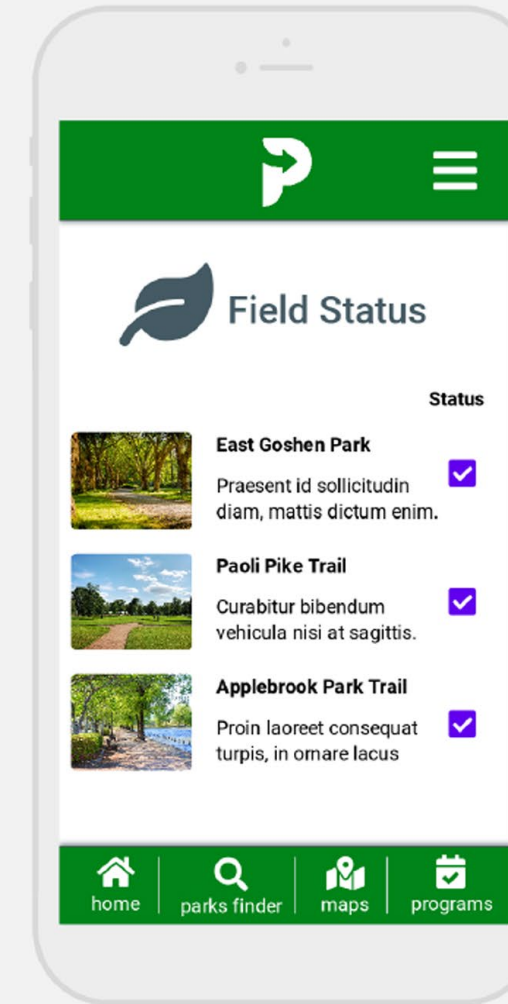 P
Field Status
Status
East Goshen Park
Praesent id sollicitudin
diam, mattis dictum enim.
Paoli Pike Trail
Curabitur bibendum
vehicula nisi at sagittis.
Applebrook Park Trail
Proin laoreet consequat
turpis, in ornare lacus
home parks finder maps programs